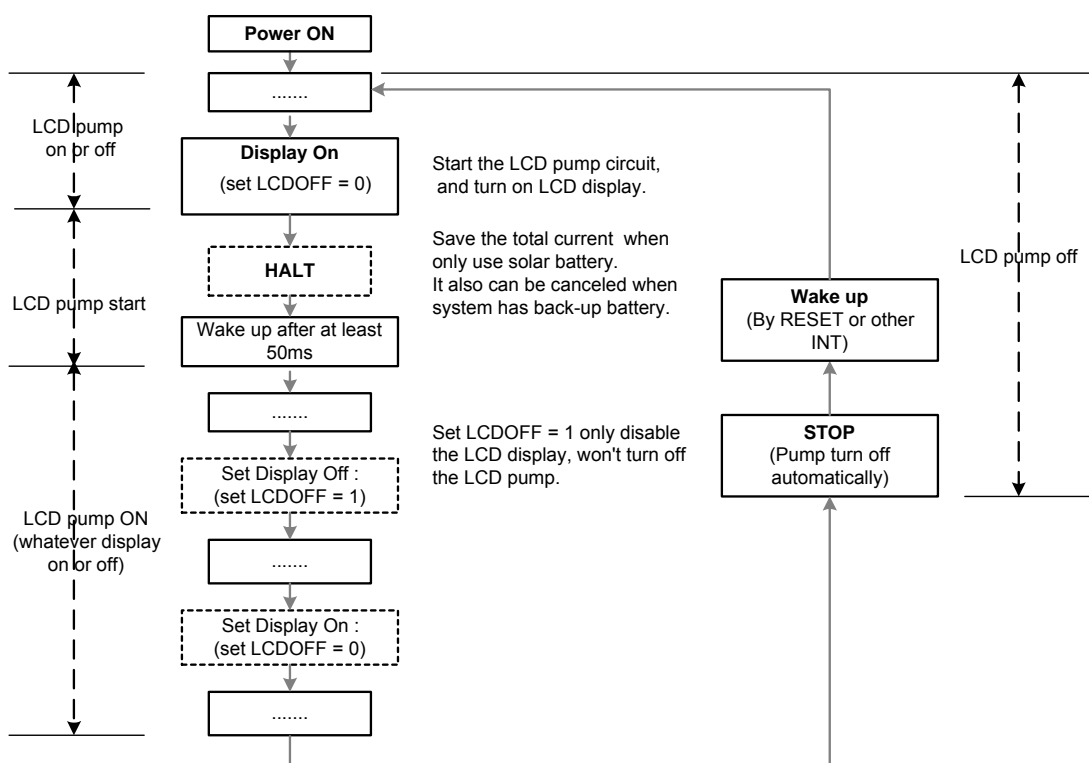 Power ON
.......
LCD pump
on or off
Display On
(set LCDOFF = 0)
Start the LCD pump circuit,
and turn on LCD display.
HALT
Save the total current when
only use solar battery.
It also can be canceled when
system has back-up battery.
LCD pump start
Wake up after at least
50ms
.......
Set Display Off :
(set LCDOFF = 1)
Set LCDOFF = 1 only disable
the LCD display, won't turn off
the LCD pump.
LCD pump ON
(whatever display
on or off)
.......
Set Display On :
(set LCDOFF = 0)
.......
LCD pump off
Wake up
(By RESET or other
INT)
STOP
(Pump turn off
automatically)